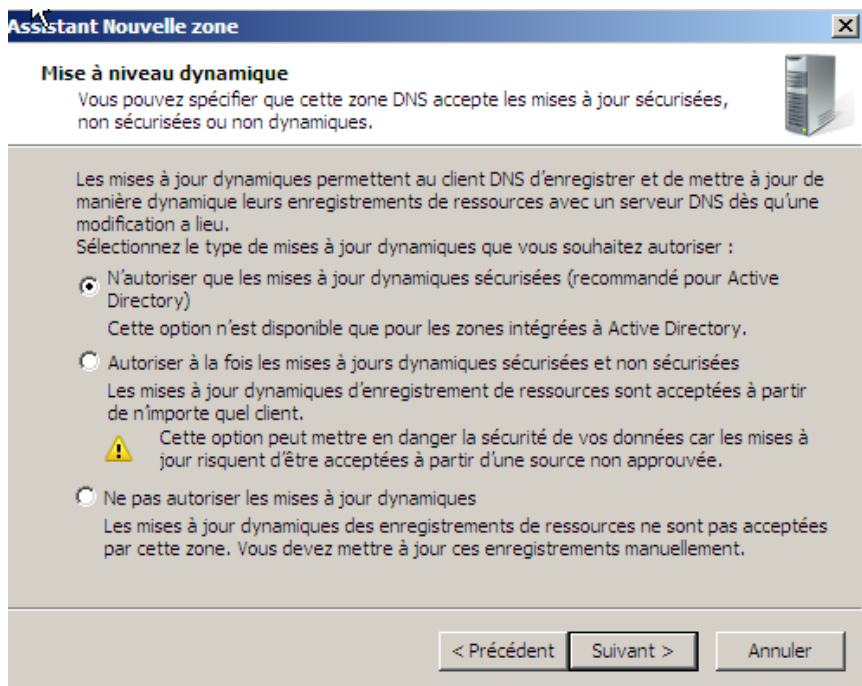 Assistant Nouvelle zone
Mise à niveau dynamique
Vous pouvez spécifier que cette zone DNS accepte les mises à jour sécurisées,
non sécurisées ou non dynamiques.
Les mises à jour dynamiques permettent au client DNS d'enregistrer et de mettre à jour de
manière dynamique leurs enregistrements de ressources avec un serveur DNS dès qu'une
modification a lieu.
Sélectionnez le type de mises à jour dynamiques que vous souhaitez autoriser :
N'autoriser que les mises à jour dynamiques sécurisées (recommandé pour Active
Directory)
Cette option n'est disponible que pour les zones intégrées à Active Directory.
Autoriser à la fois les mises à jours dynamiques sécurisées et non sécurisées
Les mises à jour dynamiques d'enregistrement de ressources sont acceptées à partir
de n'importe quel client.
Cette option peut mettre en danger la sécurité de vos données car les mises à
jour risquent d'être acceptées à partir d'une source non approuvée.
Ne pas autoriser les mises à jour dynamiques
Les mises à jour dynamiques des enregistrements de ressources ne sont pas acceptées
par cette zone. Vous devez mettre à jour ces enregistrements manuellement.
< Précédent
Suivant >
Annuler